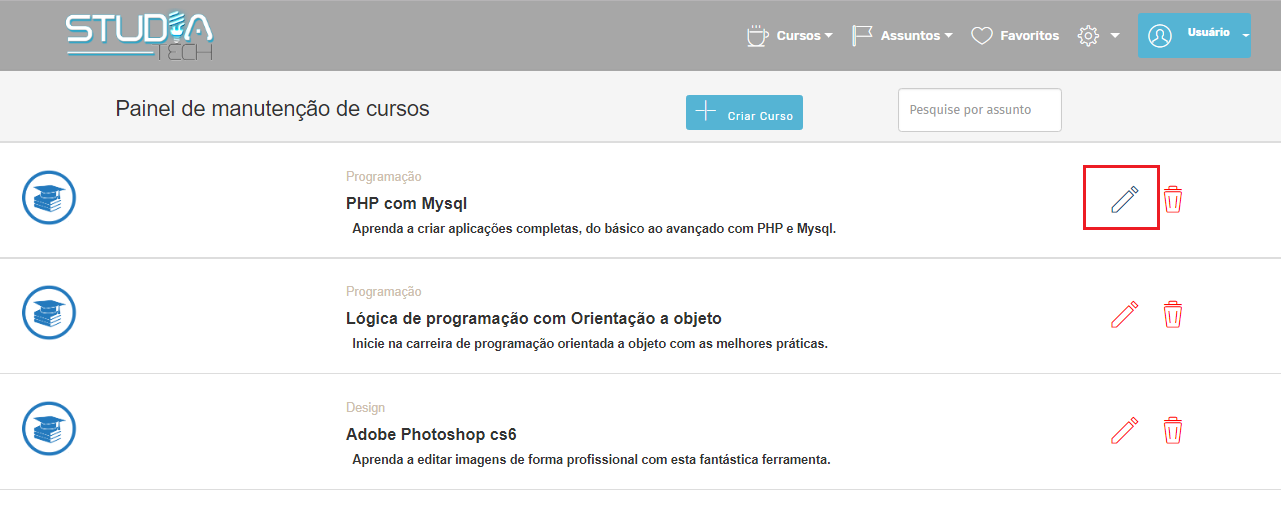 STUDIA TECH
Cursos Assuntos Favoritos Usuário
Painel de manutenção de cursos
Criar Curso
Pesquise por assunto
Programação
PHP com Mysql
Aprenda a criar aplicações completas, do básico ao avançado com PHP e Mysql.
Programação
Lógica de programação com Orientação a objeto
Inicie na carreira de programação orientada a objeto com as melhores práticas.
Design
Adobe Photoshop cs6
Aprenda a editar imagens de forma profissional com esta fantástica ferramenta.